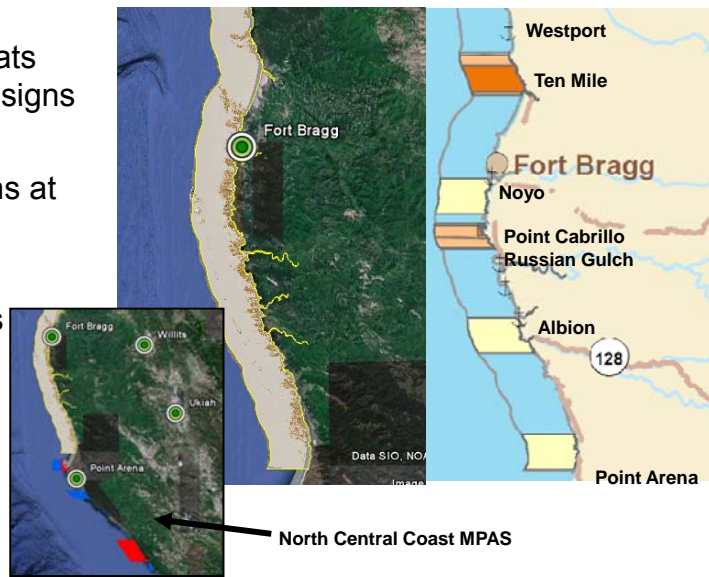 ats
signs
ns at
s
Fort Bragg
Data SIO, NOA
Image
Westport
Ten Mile
Fort Bragg
Noyo
Point Cabrillo
Russian Gulch
Albion
128
Point Arena
Fort Bragg
Willits
Ukiah
Point Arena
North Central Coast MPAS